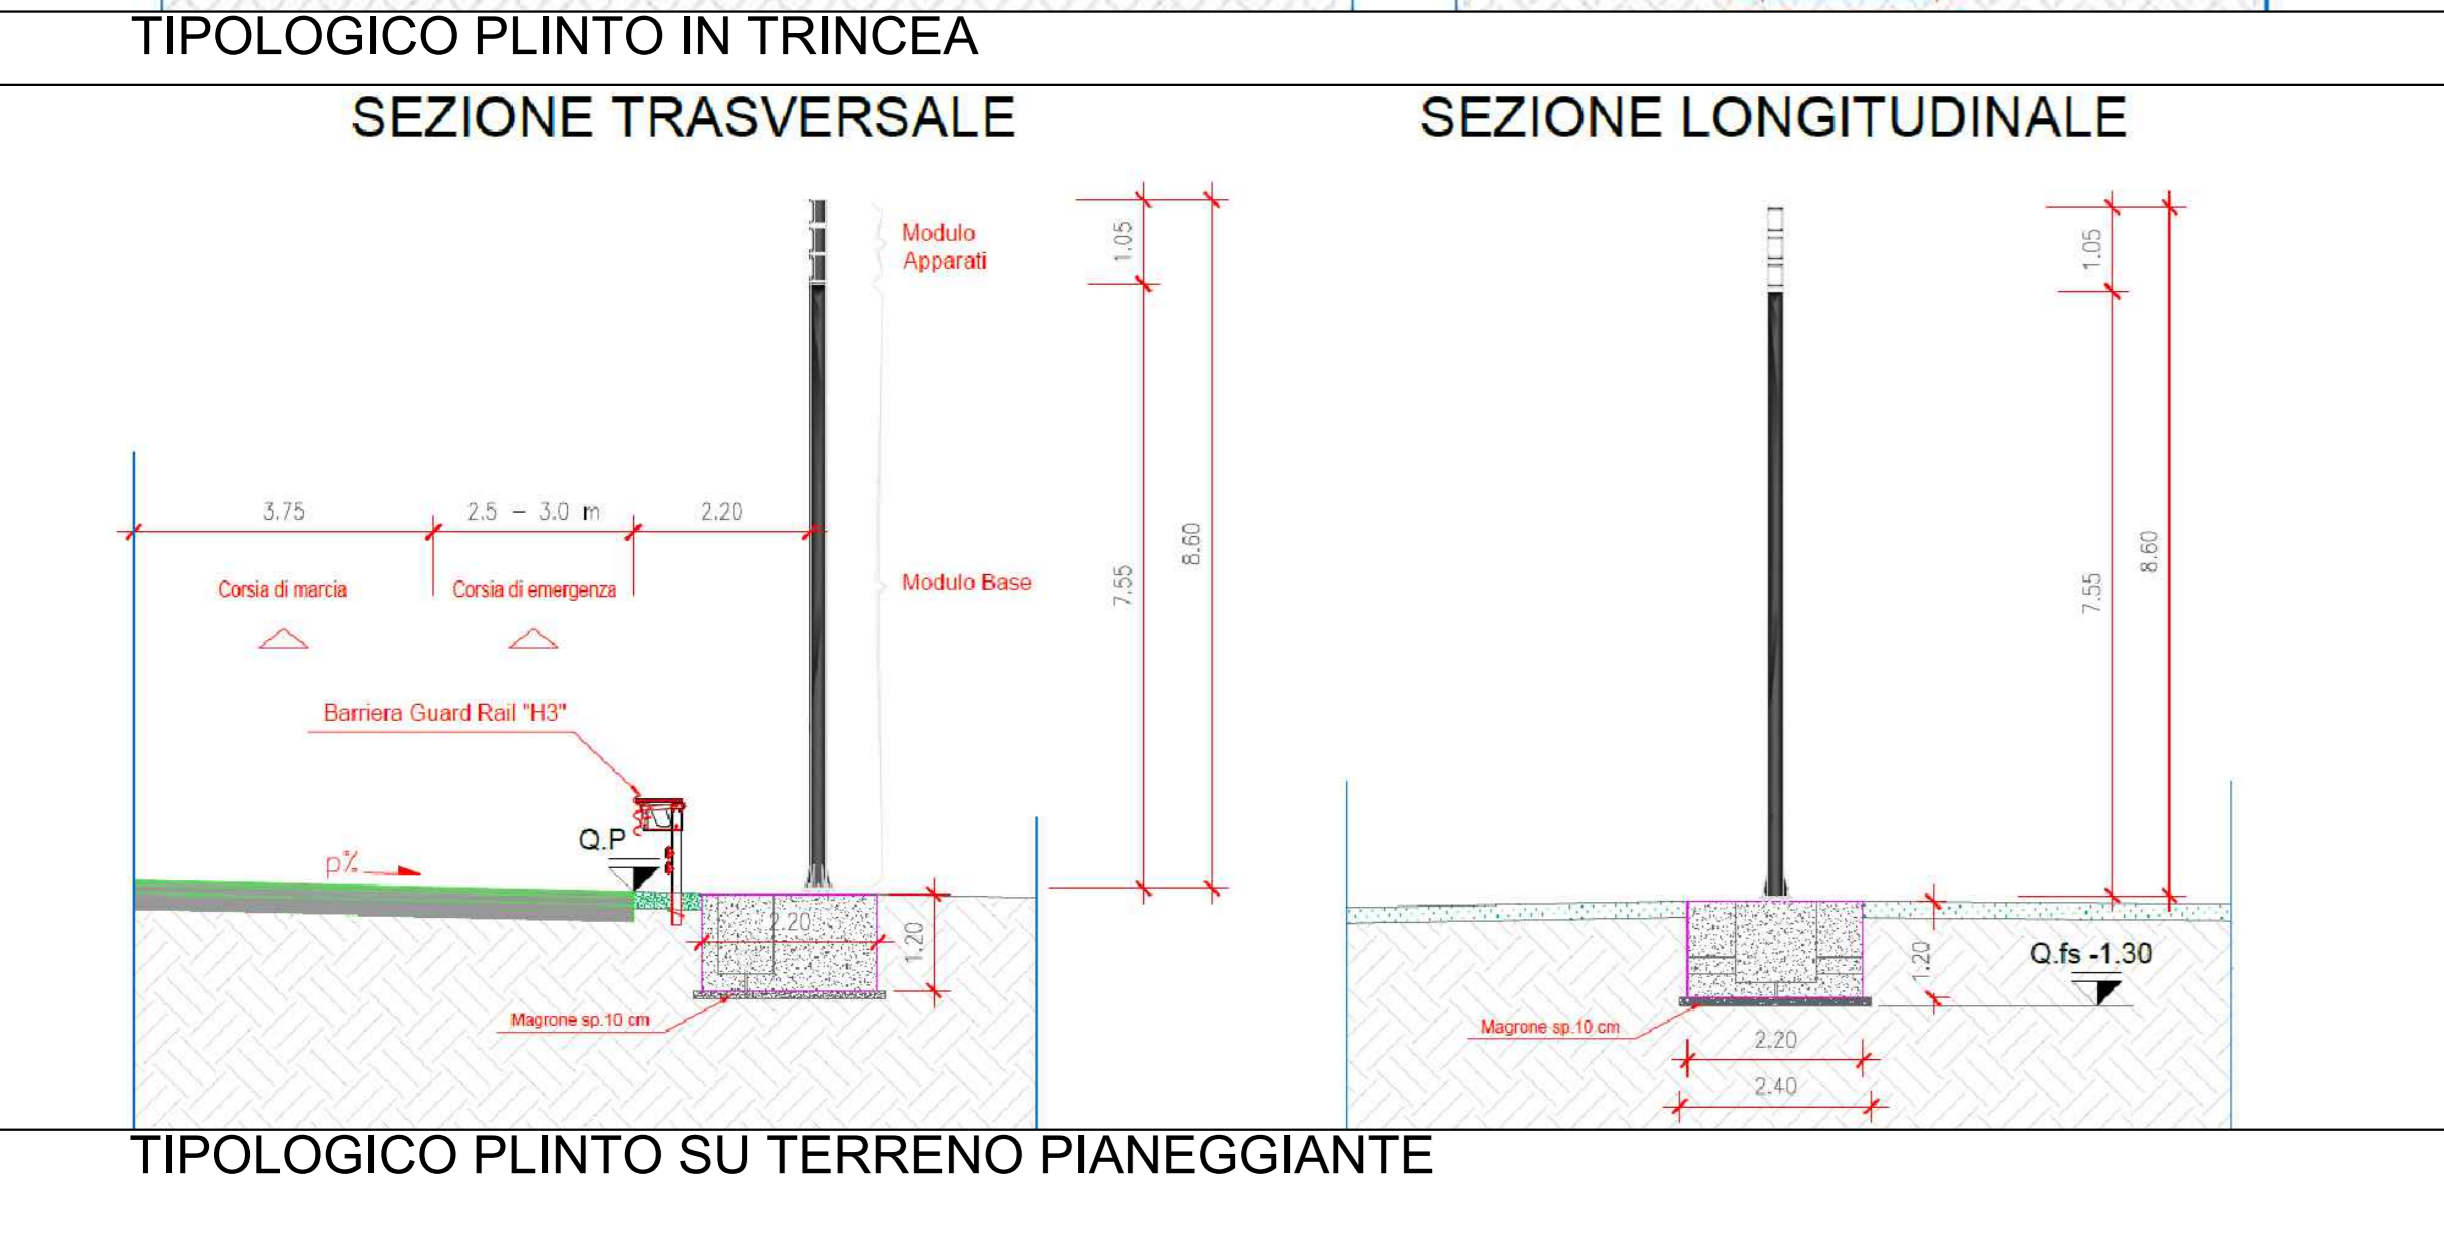 TIPOLOGICO PLINTO IN TRINCEA
SEZIONE TRASVERSALE
SEZIONE LONGITUDINALE
Modulo
Apparati
1.05
1.05
3.75
2.5 - 3.0 m
2.20
8.60
8.60
Corsia di marcia
Corsia di emergenza
Modulo Base
7.55
7.55
Barriera Guard Rail "H3"
Q.P
p%
2.20
1.20
1.20
Q.fs -1.30
Magrone sp.10 cm
Magrone sp.10 cm
2.20
2.40
TIPOLOGICO PLINTO SU TERRENO PIANEGGIANTE